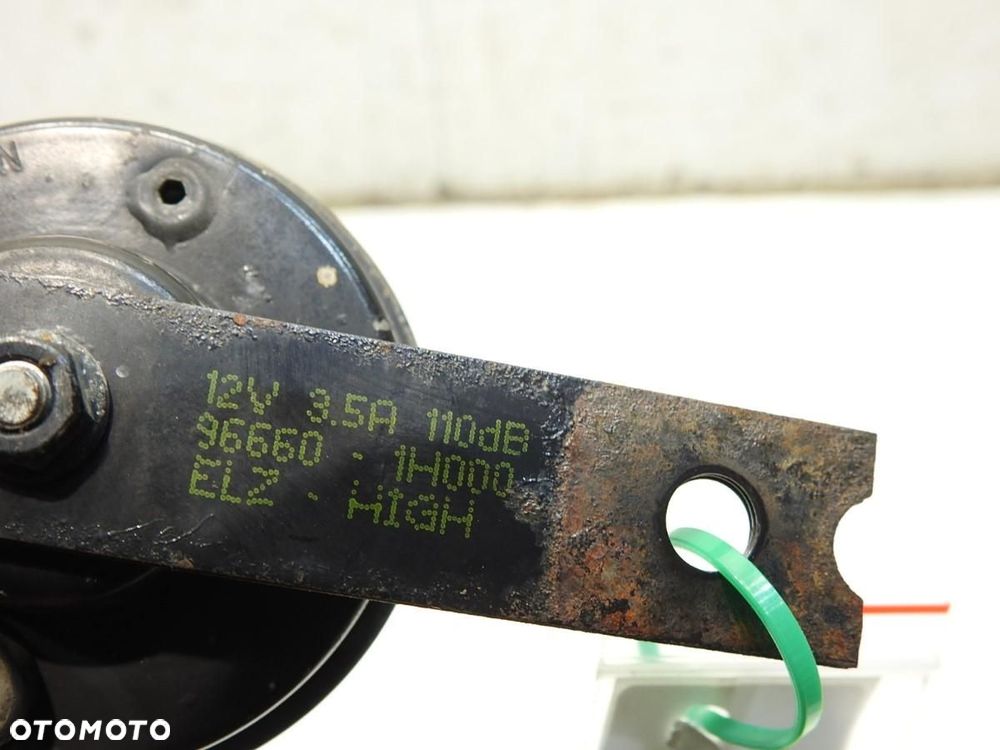 N
12V 3.5A 110dB
96660 - 1H000
ELZ . HIGH
OTOMOTO